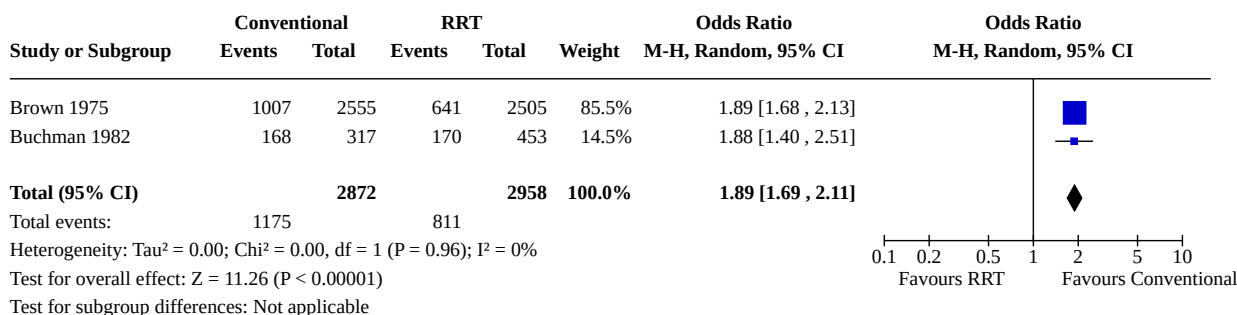 Conventional RRT Odds Ratio Odds Ratio
Study or Subgroup Events Total Events Total Weight M-H, Random, 95% CI M-H, Random, 95% CI
Brown 1975 1007 2555 641 2505 85.5% 1.89 [1.68 , 2.13]
Buchman 1982 168 317 170 453 14.5% 1.88 [1.40 , 2.51]
Total (95% CI) 2872 2958 100.0% 1.89 [1.69 , 2.11]
Total events: 1175 811
Heterogeneity: Tau² = 0.00; Chi² = 0.00, df = 1 (P = 0.96); I² = 0%
0.1 0.2 0.5 1 2 5 10
Test for overall effect: Z = 11.26 (P < 0.00001)
Favours RRT Favours Conventional
Test for subgroup differences: Not applicable